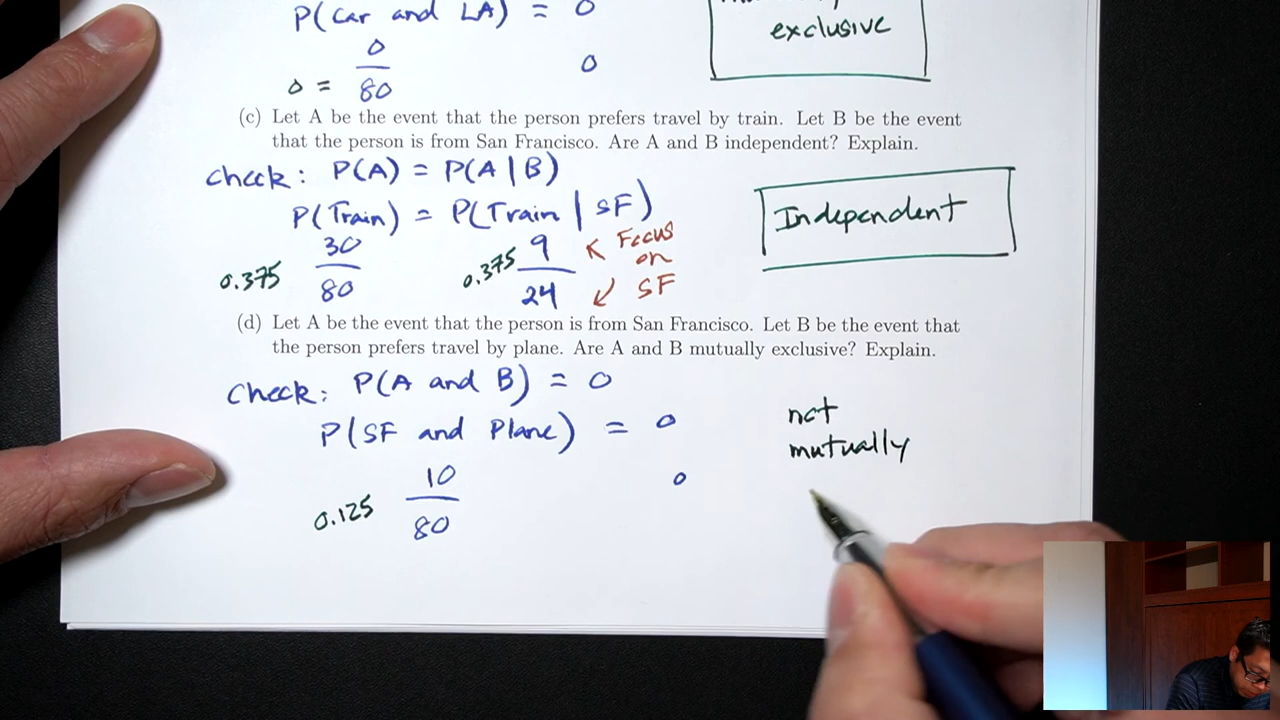 P(Car and LA) = 0
exclusive
0 = 0/80 0
(c) Let A be the event that the person prefers travel by train. Let B be the event
that the person is from San Francisco. Are A and B independent? Explain.
Check: P(A) = P(A | B)
P(Train) = P(Train | SF)
Independent
0.375 30/80
0.375 9/24
Focus
on
SF
(d) Let A be the event that the person is from San Francisco. Let B be the event that
the person prefers travel by plane. Are A and B mutually exclusive? Explain.
Check: P(A and B) = 0
P(SF and Plane) = 0
0.125 10/80 0
not
mutually